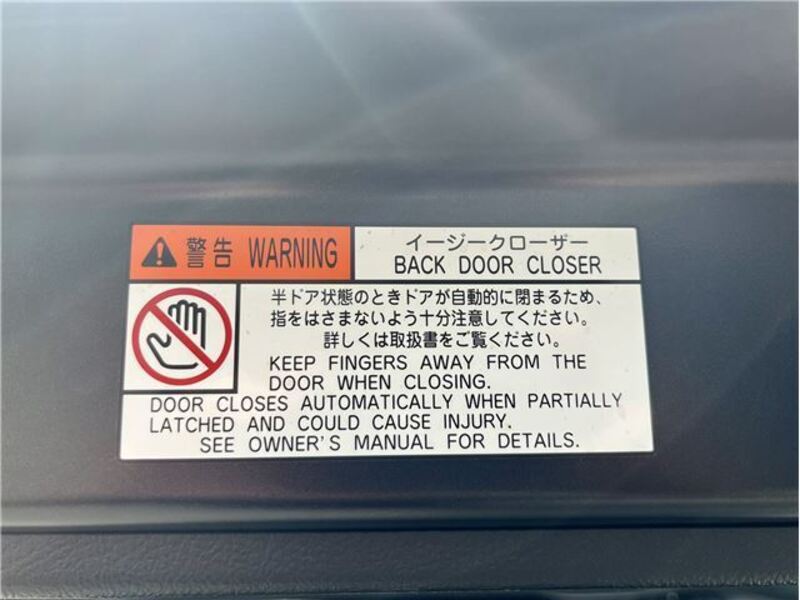 警告 WARNING
イージークローザー
BACK DOOR CLOSER
半ドア状態のときドアが自動的に閉まるため、
指をはさまないよう十分注意してください。
詳しくは取扱書をご覧ください。
KEEP FINGERS AWAY FROM THE
DOOR WHEN CLOSING.
DOOR CLOSES AUTOMATICALLY WHEN PARTIALLY
LATCHED AND COULD CAUSE INJURY.
SEE OWNER'S MANUAL FOR DETAILS.